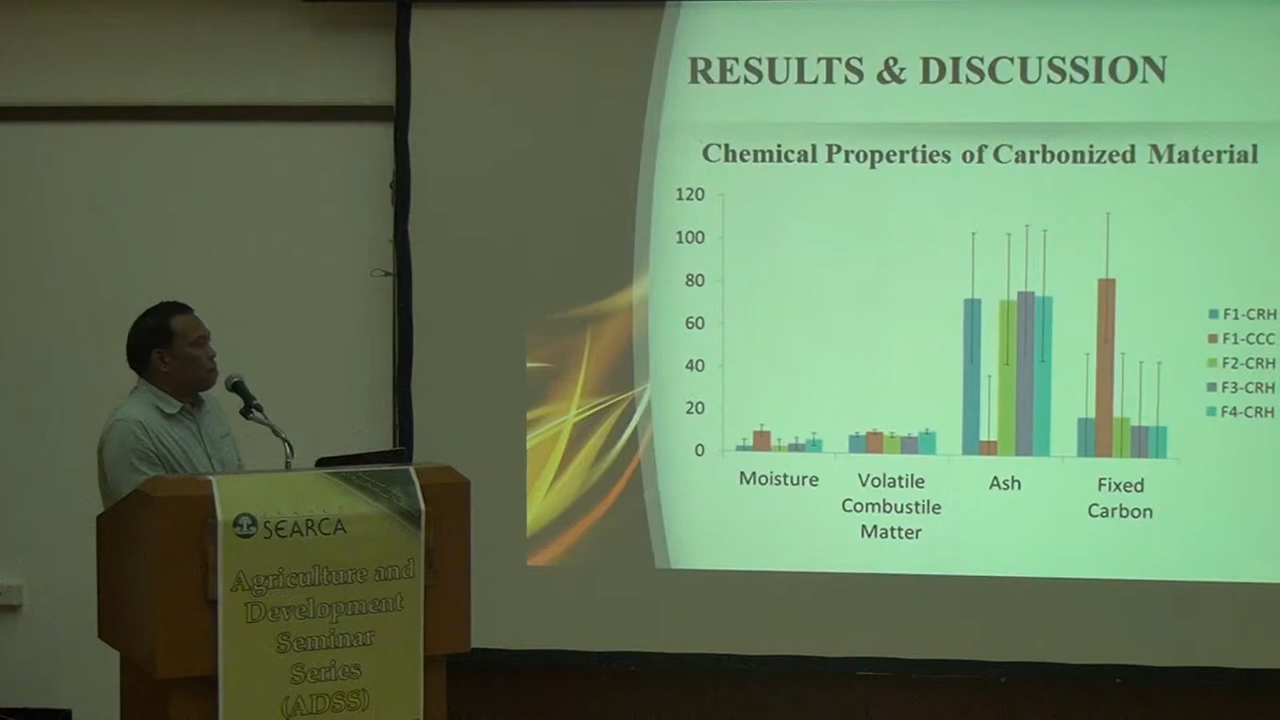 RESULTS & DISCUSSION
Chemical Properties of Carbonized Material
120
100
80
60
40
20
0
Moisture
Volatile
Combustile
Matter
Ash
Fixed
Carbon
F1-CRH
F1-CCC
F2-CRH
F3-CRH
F4-CRH
SEARCA
Agriculture and
Development
Seminar
Series
(ADSS)